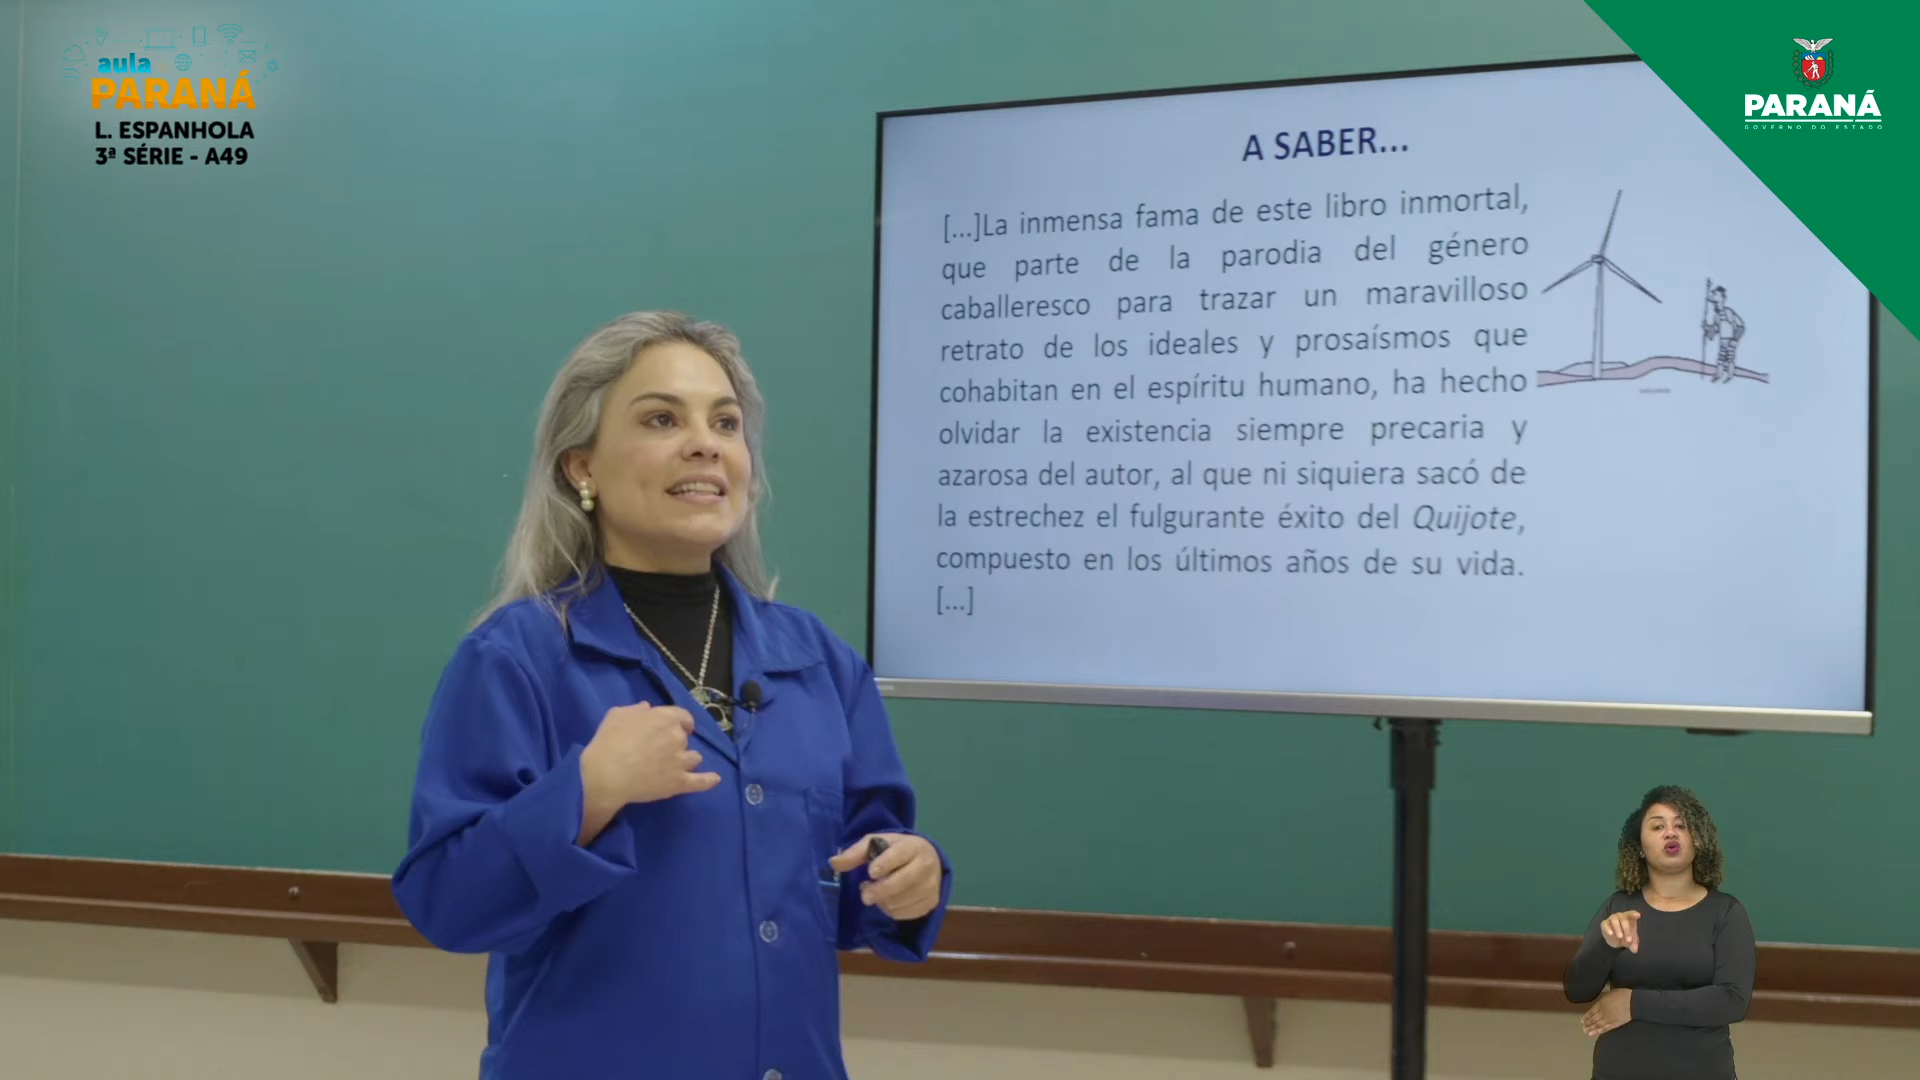 aula
PARANÁ
L. ESPANHOLA
3ª SÉRIE - A49
PARANÁ
GOVERNO DO ESTADO
A SABER...
[...]La inmensa fama de este libro inmortal,
que parte de la parodia del género
caballeresco para trazar un maravilloso
retrato de los ideales y prosaísmos que
cohabitan en el espíritu humano, ha hecho
olvidar la existencia siempre precaria y
azarosa del autor, al que ni siquiera sacó de
la estrechez el fulgurante éxito del Quijote,
compuesto en los últimos años de su vida.
[...]